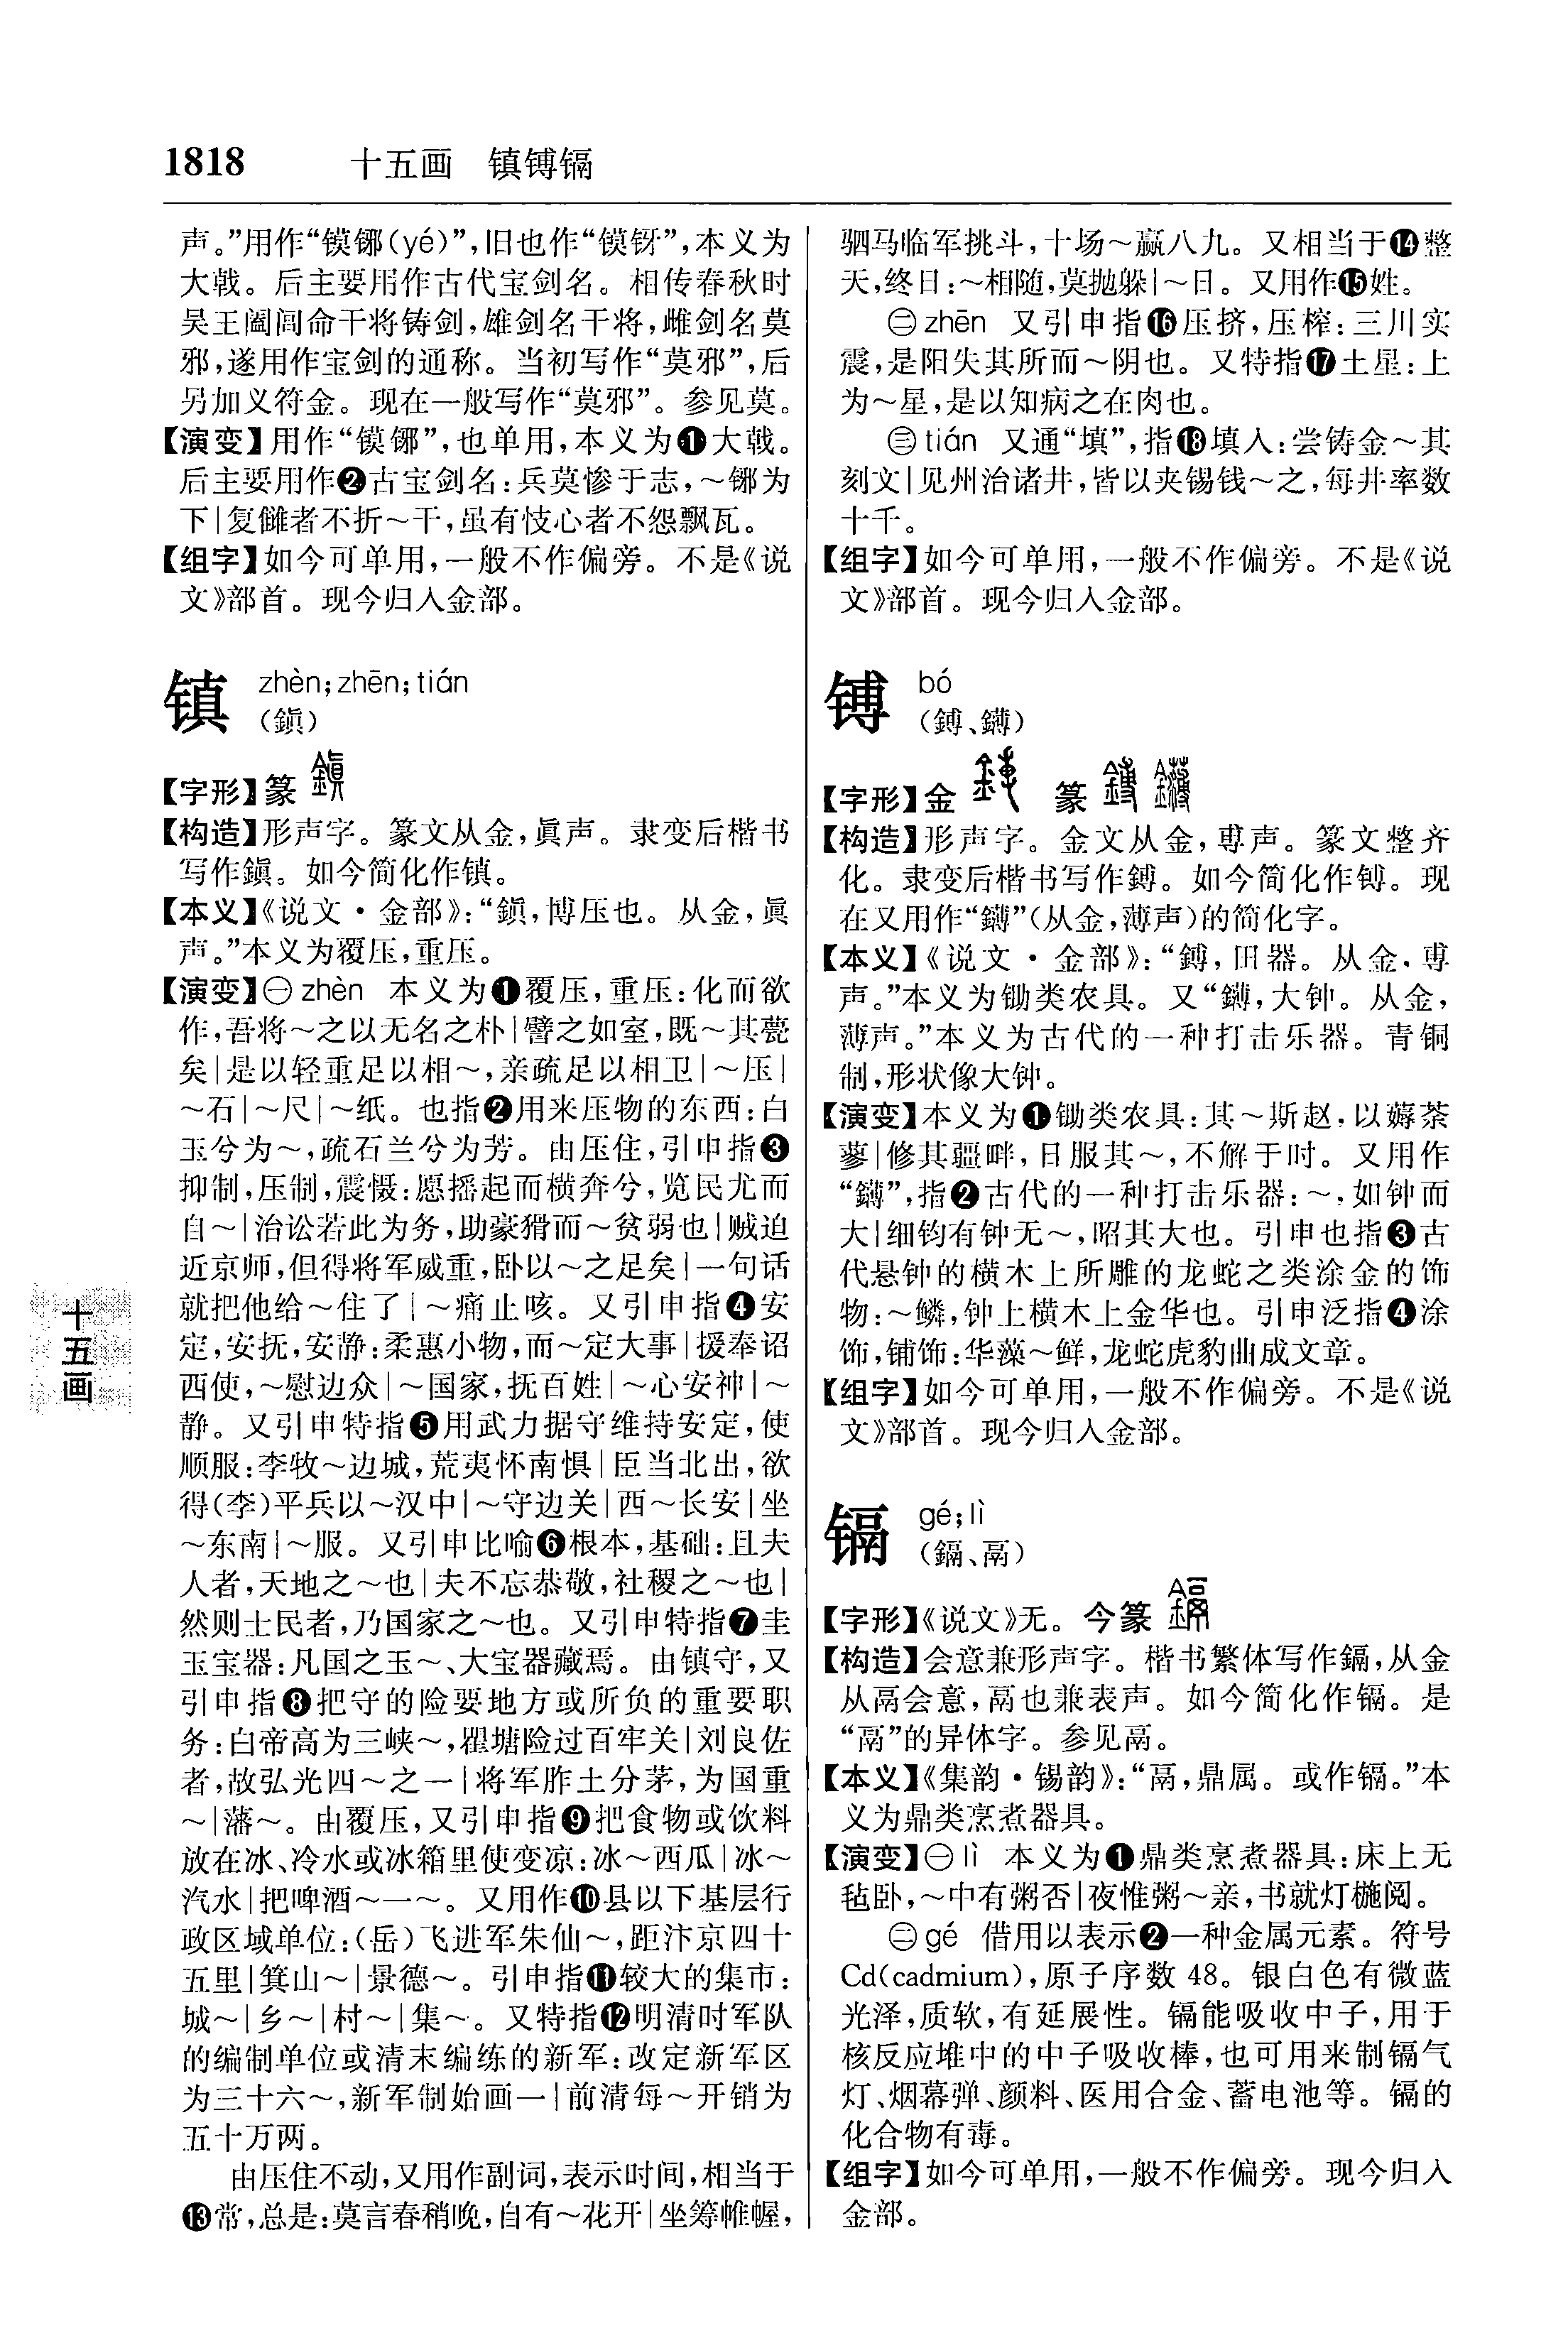 1818 十五画 镇镈镉
声。”用作“镆铘(yé)”,旧也作“镆釾”,本义为
大戟。后主要用作古代宝剑名。相传春秋时
吴王阖闾命干将铸剑,雄剑名干将,雌剑名莫
邪,遂用作宝剑的通称。当初写作“莫邪”,后
另加义符金。现在一般写作“莫邪”。参见莫。
【演变】用作“镆铘”,也单用,本义为❶大戟。
后主要用作❷古宝剑名:兵莫惨于志,～铘为
下|复雠者不折～干,虽有忮心者不怨飘瓦。
【组字】如今可单用,一般不作偏旁。不是《说
文》部首。现今归入金部。
镇 zhèn;zhēn;tián
(鎮)
【字形】篆
【构造】形声字。篆文从金,眞声。隶变后楷书
写作鎮。如今简化作镇。
【本义】《说文·金部》:“鎮,博压也。从金,眞
声。”本义为覆压,重压。
【演变】㊀zhèn 本义为❶覆压,重压:化而欲
作,吾将～之以无名之朴|譬之如室,既～其甍
矣|是以轻重足以相～,亲疏足以相卫|～压|
～石|～尺|～纸。也指❷用来压物的东西:白
玉兮为～,疏石兰兮为芳。由压住,引申指❸
抑制,压制,震慑:愿摇起而横奔兮,览民尤而
自～|治讼若此为务,助豪猾而～贫弱也|贼迫
近京师,但得将军威重,卧以～之足矣|一句话
就把他给～住了|～痛止咳。又引申指❹安
定,安抚,安静:柔惠小物,而～定大事|援奉诏
西使,～慰边众|～国家,抚百姓|～心安神|～
静。又引申特指❺用武力据守维持安定,使
顺服:李牧～边城,荒夷怀南惧|臣当北出,欲
得(李)平兵以～汉中|～守边关|西～长安|坐
～东南|～服。又引申比喻❻根本,基础:且夫
人者,天地之～也|夫不忘恭敬,社稷之～也|
然则士民者,乃国家之～也。又引申特指❼圭
玉宝器:凡国之玉～、大宝器藏焉。由镇守,又
引申指❽把守的险要地方或所负的重要职
务:白帝高为三峡～,瞿塘险过百牢关|刘良佐
者,故弘光四～之一|将军胙土分茅,为国重
～|藩～。由覆压,又引申指❾把食物或饮料
放在冰、冷水或冰箱里使变凉:冰～西瓜|冰～
汽水|把啤酒～一～。又用作❿县以下基层行
政区域单位:(岳)飞进军朱仙～,距汴京四十
五里|箕山～|景德～。引申指⓫较大的集市:
城～|乡～|村～|集～。又特指⓬明清时军队
的编制单位或清末编练的新军:改定新军区
为三十六～,新军制始画一|前清每～开销为
五十万两。
由压住不动,又用作副词,表示时间,相当于
⓭常,总是:莫言春稍晚,自有～花开|坐筹帷幄,
驷马临军挑斗,十场～赢八九。又相当于⓮整
天,终日:～相随,莫抛躲|～日。又用作⓯姓。
㊁zhēn 又引申指⓰压挤,压榨:三川实
震,是阳失其所而～阴也。又特指⓱土星:上
为～星,是以知病之在肉也。
㊂tián 又通“填”,指⓲填入:尝铸金～其
刻文|见州治诸井,皆以夹锡钱～之,每井率数
十千。
【组字】如今可单用,一般不作偏旁。不是《说
文》部首。现今归入金部。
镈 bó
(鎛、鑮)
【字形】金 篆
【构造】形声字。金文从金,尃声。篆文整齐
化。隶变后楷书写作鎛。如今简化作镈。现
在又用作“鑮”(从金,薄声)的简化字。
【本义】《说文·金部》:“鎛,田器。从金,尃
声。”本义为锄类农具。又“鑮,大钟。从金,
薄声。”本义为古代的一种打击乐器。青铜
制,形状像大钟。
【演变】本义为❶锄类农具:其～斯赵,以薅荼
蓼|修其疆畔,日服其～,不解于时。又用作
“鑮”,指❷古代的一种打击乐器:～,如钟而
大|细钧有钟无～,昭其大也。引申也指❸古
代悬钟的横木上所雕的龙蛇之类涂金的饰
物:～鳞,钟上横木上金华也。引申泛指❹涂
饰,铺饰:华藻～鲜,龙蛇虎豹曲成文章。
【组字】如今可单用,一般不作偏旁。不是《说
文》部首。现今归入金部。
镉 gé;lì
(鎘、鬲)
【字形】《说文》无。今篆
【构造】会意兼形声字。楷书繁体写作鎘,从金
从鬲会意,鬲也兼表声。如今简化作镉。是
“鬲”的异体字。参见鬲。
【本义】《集韵·锡韵》:“鬲,鼎属。或作镉。”本
义为鼎类烹煮器具。
【演变】㊀lì 本义为❶鼎类烹煮器具:床上无
毡卧,～中有粥否|夜惟粥～亲,书就灯檠阅。
㊁gé 借用以表示❷一种金属元素。符号
Cd(cadmium),原子序数 48。银白色有微蓝
光泽,质软,有延展性。镉能吸收中子,用于
核反应堆中的中子吸收棒,也可用来制镉气
灯、烟幕弹、颜料、医用合金、蓄电池等。镉的
化合物有毒。
【组字】如今可单用,一般不作偏旁。现今归入
金部。
十五画